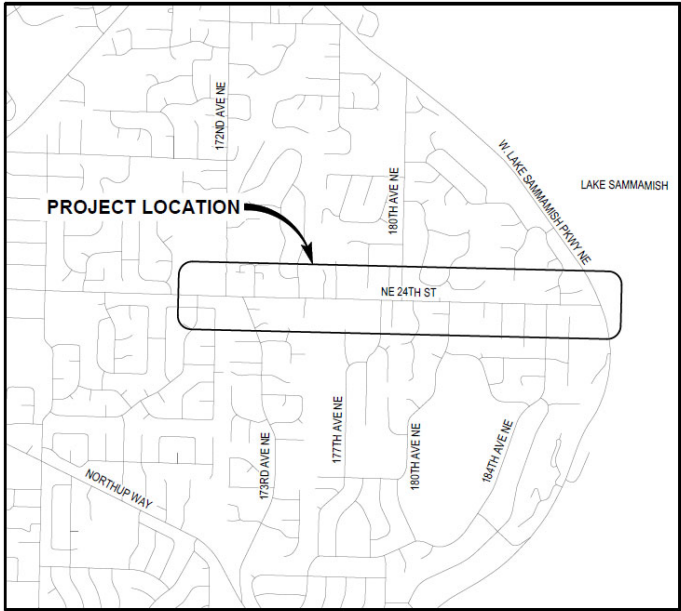 172ND AVE NE
W. LAKE SAMMAMISH PKWY NE
LAKE SAMMAMISH
180TH AVE NE
PROJECT LOCATION
NE 24TH ST
177TH AVE NE
180TH AVE NE
184TH AVE NE
173RD AVE NE
NORTHUP WAY